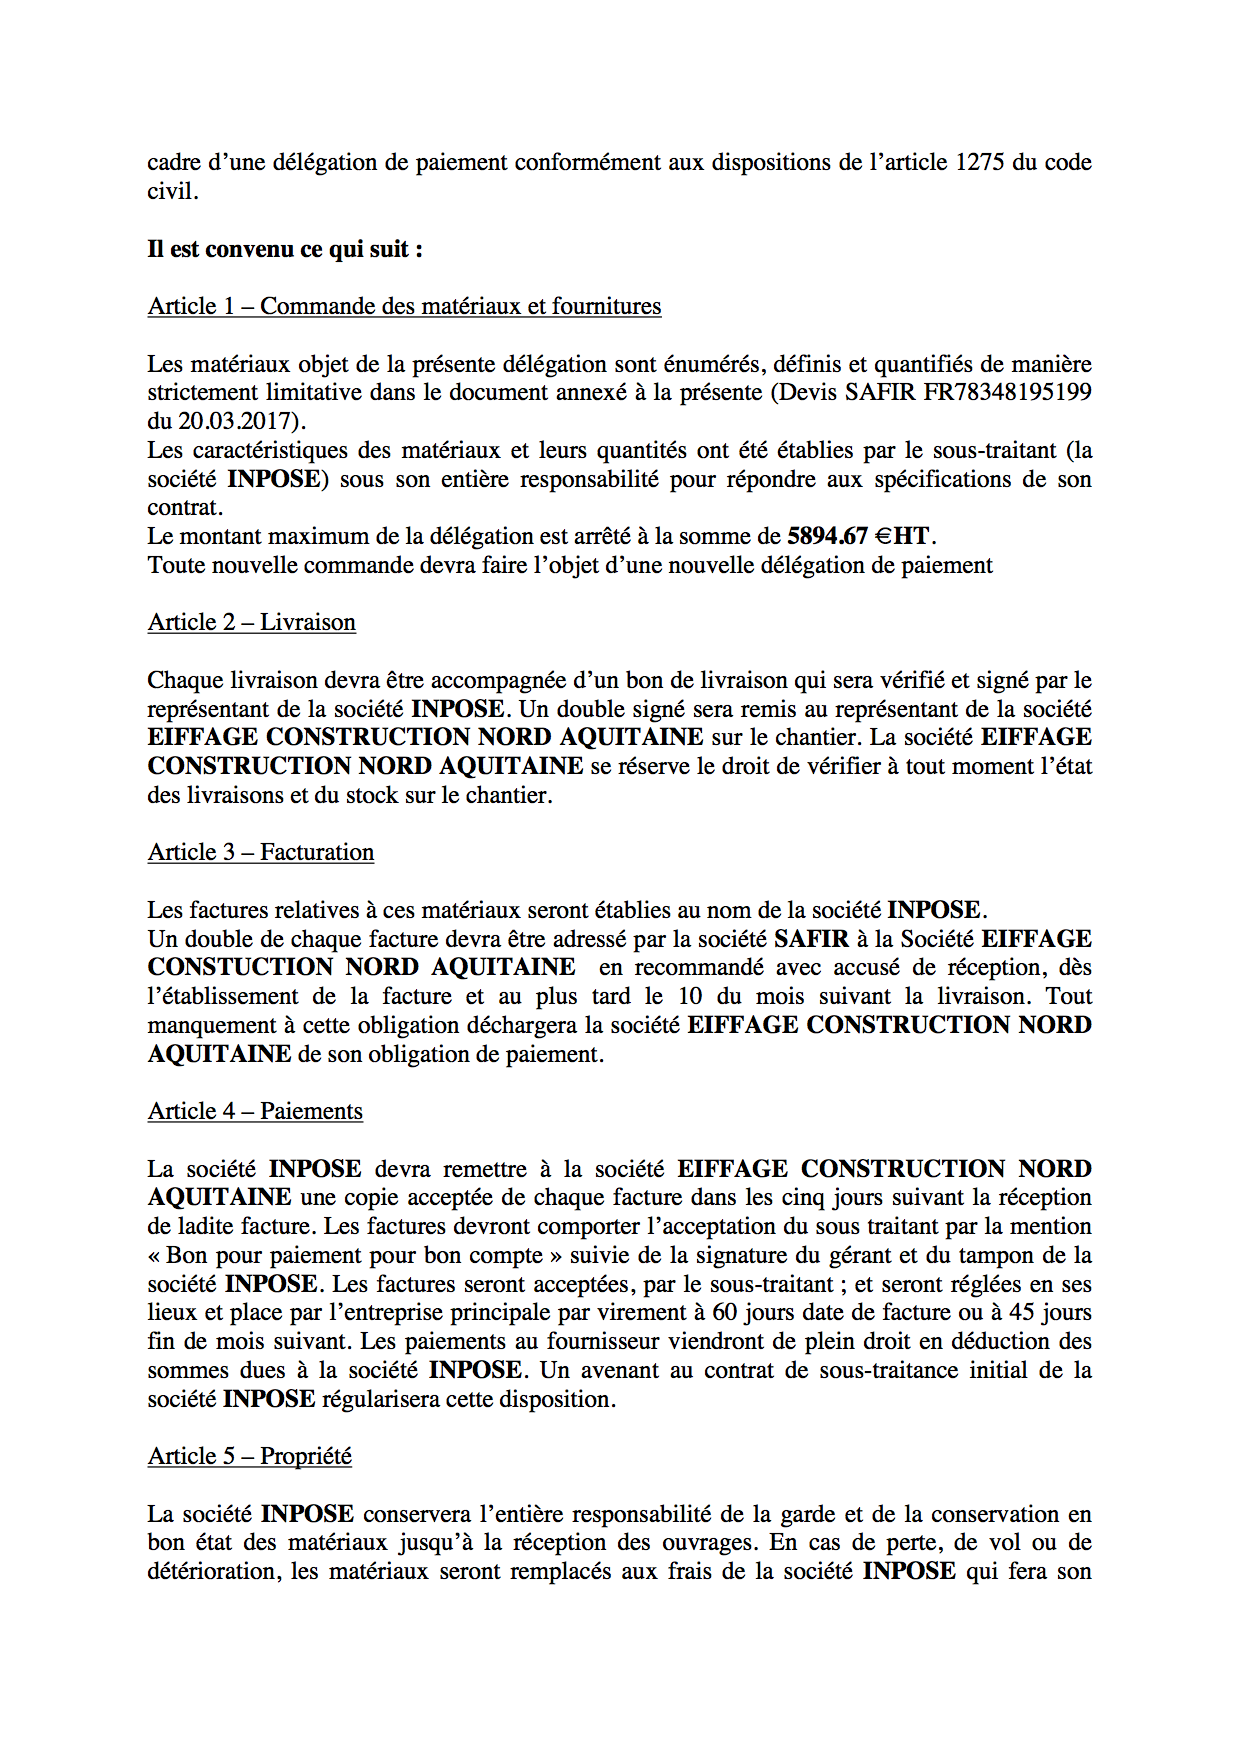 cadre d’une délégation de paiement conformément aux dispositions de l’article 1275 du code
civil.
Il est convenu ce qui suit :
Article 1 – Commande des matériaux et fournitures
Les matériaux objet de la présente délégation sont énumérés, définis et quantifiés de manière
strictement limitative dans le document annexé à la présente (Devis SAFIR FR78348195199
du 20.03.2017).
Les caractéristiques des matériaux et leurs quantités ont été établies par le sous-traitant (la
société INPOSE) sous son entière responsabilité pour répondre aux spécifications de son
contrat.
Le montant maximum de la délégation est arrêté à la somme de 5894.67 €HT.
Toute nouvelle commande devra faire l’objet d’une nouvelle délégation de paiement
Article 2 – Livraison
Chaque livraison devra être accompagnée d’un bon de livraison qui sera vérifié et signé par le
représentant de la société INPOSE. Un double signé sera remis au représentant de la société
EIFFAGE CONSTRUCTION NORD AQUITAINE sur le chantier. La société EIFFAGE
CONSTRUCTION NORD AQUITAINE se réserve le droit de vérifier à tout moment l’état
des livraisons et du stock sur le chantier.
Article 3 – Facturation
Les factures relatives à ces matériaux seront établies au nom de la société INPOSE.
Un double de chaque facture devra être adressé par la société SAFIR à la Société EIFFAGE
CONSTUCTION NORD AQUITAINE en recommandé avec accusé de réception, dès
l’établissement de la facture et au plus tard le 10 du mois suivant la livraison. Tout
manquement à cette obligation déchargera la société EIFFAGE CONSTRUCTION NORD
AQUITAINE de son obligation de paiement.
Article 4 – Paiements
La société INPOSE devra remettre à la société EIFFAGE CONSTRUCTION NORD
AQUITAINE une copie acceptée de chaque facture dans les cinq jours suivant la réception
de ladite facture. Les factures devront comporter l’acceptation du sous traitant par la mention
« Bon pour paiement pour bon compte » suivie de la signature du gérant et du tampon de la
société INPOSE. Les factures seront acceptées, par le sous-traitant ; et seront réglées en ses
lieux et place par l’entreprise principale par virement à 60 jours date de facture ou à 45 jours
fin de mois suivant. Les paiements au fournisseur viendront de plein droit en déduction des
sommes dues à la société INPOSE. Un avenant au contrat de sous-traitance initial de la
société INPOSE régularisera cette disposition.
Article 5 – Propriété
La société INPOSE conservera l’entière responsabilité de la garde et de la conservation en
bon état des matériaux jusqu’à la réception des ouvrages. En cas de perte, de vol ou de
détérioration, les matériaux seront remplacés aux frais de la société INPOSE qui fera son